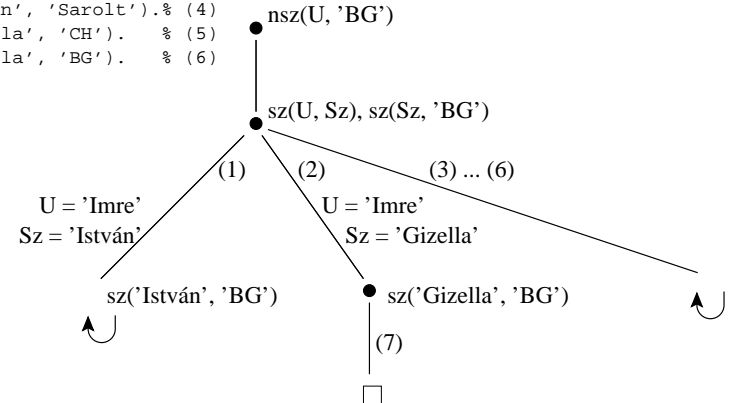 n', 'Sarolt').% (4)
la', 'CH'). % (5)
la', 'BG'). % (6)
nsz(U, ’BG’)
sz(U, Sz), sz(Sz, ’BG’)
(1)
(2)
(3) ... (6)
U = ’Imre’
Sz = ’István’
U = ’Imre’
Sz = ’Gizella’
sz(’István’, ’BG’)
sz(’Gizella’, ’BG’)
(7)